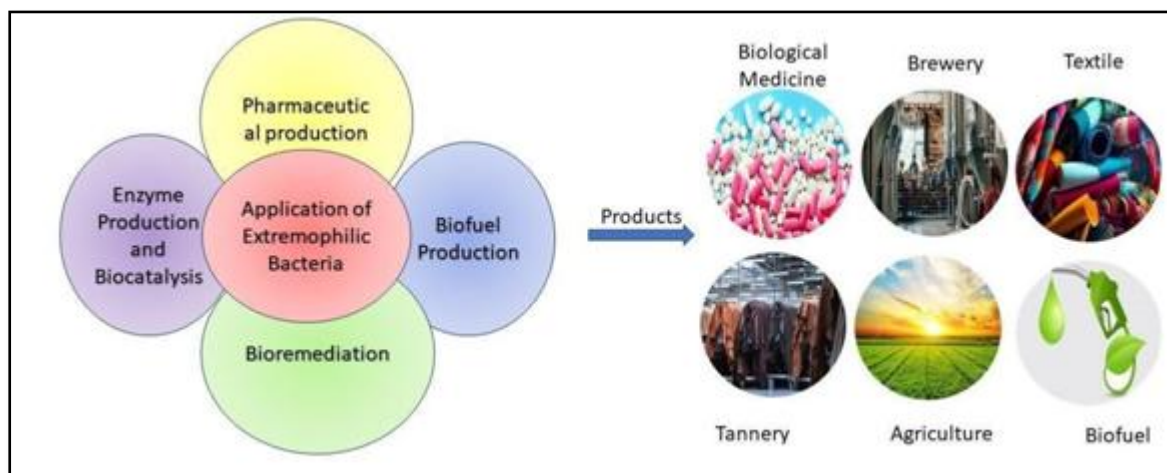 Pharmaceutic
al production
Enzyme
Production
and
Biocatalysis
Application of
Extremophilic
Bacteria
Biofuel
Production
Bioremediation
Products
Biological
Medicine
Brewery
Textile
Tannery
Agriculture
Biofuel